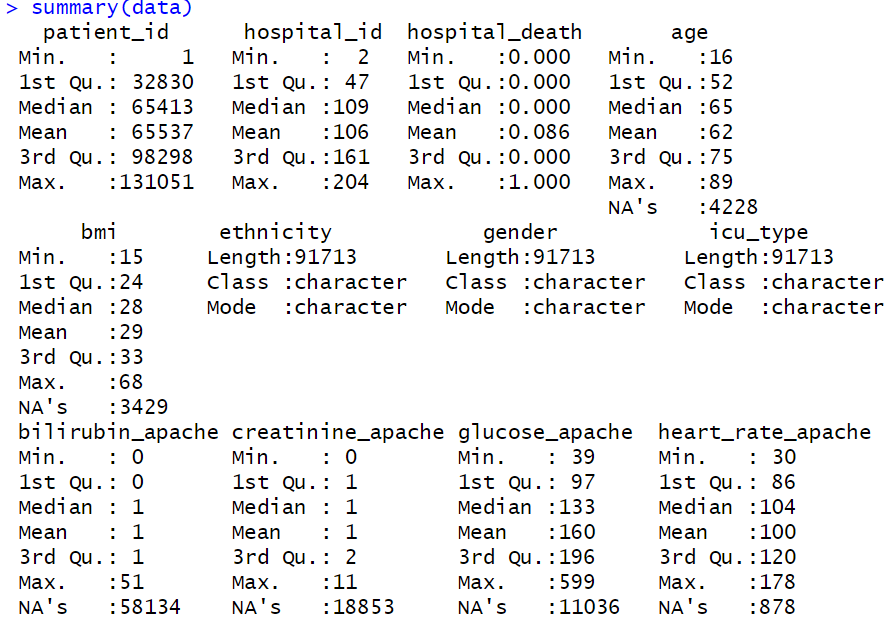 > summary(data)
patient_id hospital_id hospital_death age
Min. : 1 Min. : 2 Min. :0.000 Min. :16
1st Qu.: 32830 1st Qu.: 47 1st Qu.:0.000 1st Qu.:52
Median : 65413 Median :109 Median :0.000 Median :65
Mean : 65537 Mean :106 Mean :0.086 Mean :62
3rd Qu.: 98298 3rd Qu.:161 3rd Qu.:0.000 3rd Qu.:75
Max. :131051 Max. :204 Max. :1.000 Max. :89
NA's :4228
bmi ethnicity gender icu_type
Min. :15 Length:91713 Length:91713 Length:91713
1st Qu.:24 Class :character Class :character Class :character
Median :28 Mode :character Mode :character Mode :character
Mean :29
3rd Qu.:33
Max. :68
NA's :3429
bilirubin_apache creatinine_apache glucose_apache heart_rate_apache
Min. : 0 Min. : 0 Min. : 39 Min. : 30
1st Qu.: 0 1st Qu.: 1 1st Qu.: 97 1st Qu.: 86
Median : 1 Median : 1 Median :133 Median :104
Mean : 1 Mean : 1 Mean :160 Mean :100
3rd Qu.: 1 3rd Qu.: 2 3rd Qu.:196 3rd Qu.:120
Max. :51 Max. :11 Max. :599 Max. :178
NA's :58134 NA's :18853 NA's :11036 NA's :878